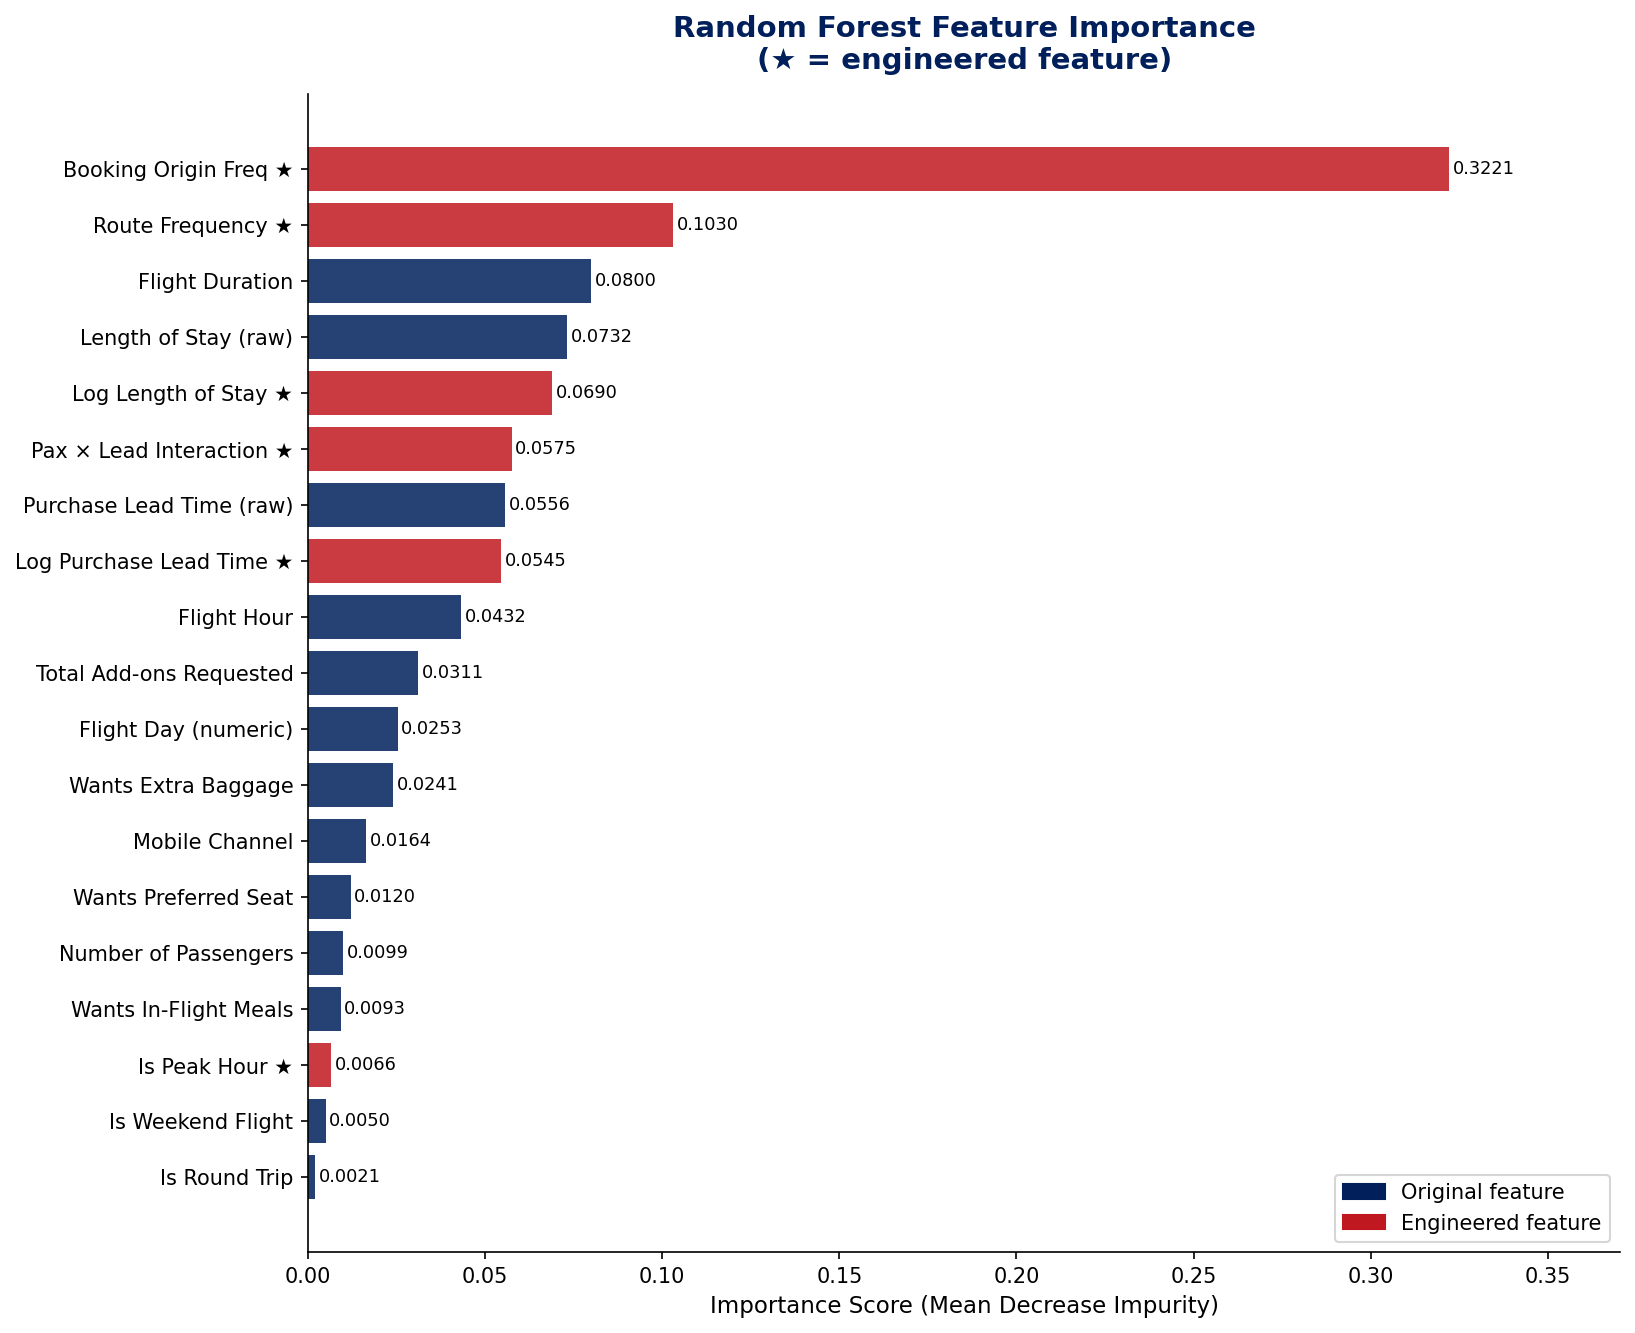 Random Forest Feature Importance
(★ = engineered feature)
Booking Origin Freq ★ 0.3221
Route Frequency ★ 0.1030
Flight Duration 0.0800
Length of Stay (raw) 0.0732
Log Length of Stay ★ 0.0690
Pax × Lead Interaction ★ 0.0575
Purchase Lead Time (raw) 0.0556
Log Purchase Lead Time ★ 0.0545
Flight Hour 0.0432
Total Add-ons Requested 0.0311
Flight Day (numeric) 0.0253
Wants Extra Baggage 0.0241
Mobile Channel 0.0164
Wants Preferred Seat 0.0120
Number of Passengers 0.0099
Wants In-Flight Meals 0.0093
Is Peak Hour ★ 0.0066
Is Weekend Flight 0.0050
Is Round Trip 0.0021
Original feature
Engineered feature
0.00 0.05 0.10 0.15 0.20 0.25 0.30 0.35
Importance Score (Mean Decrease Impurity)